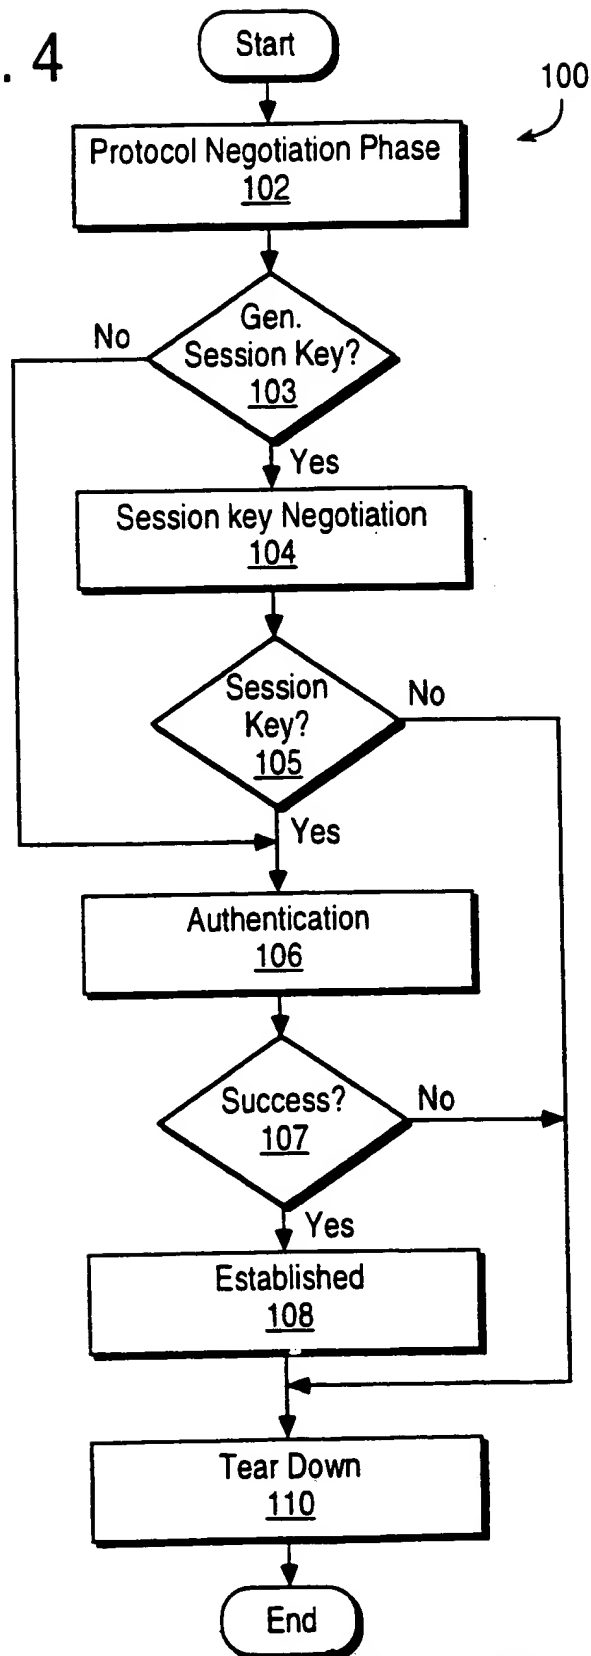 . 4
Start
100
Protocol Negotiation Phase
102
No
Gen.
Session Key?
103
Yes
Session key Negotiation
104
Session
Key?
105
No
Yes
Authentication
106
Success?
107
No
Yes
Established
108
Tear Down
110
End